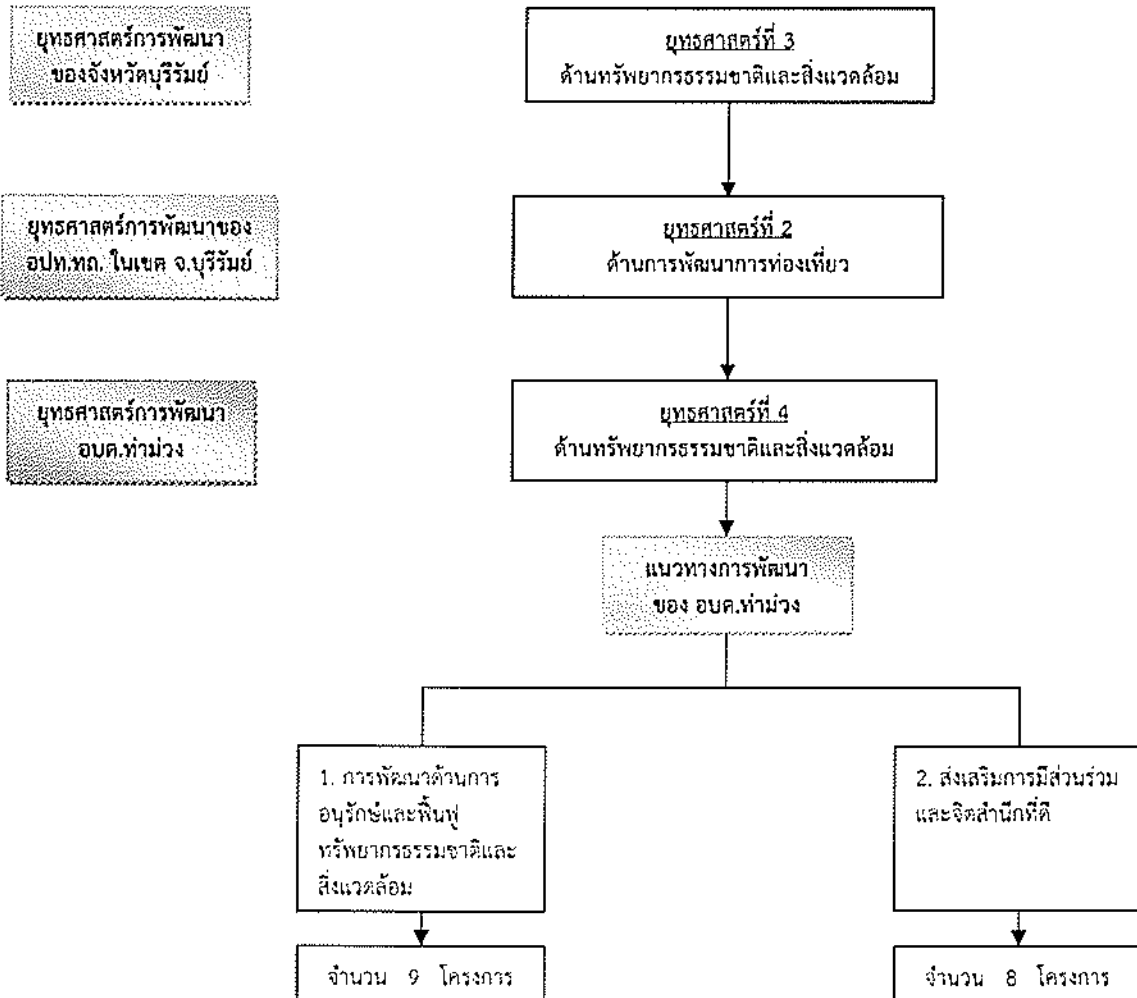 ยุทธศาสตร์การพัฒนา
ของจังหวัดบุรีรัมย์
ยุทธศาสตร์ที่ 3
ด้านทรัพยากรธรรมชาติและสิ่งแวดล้อม
ยุทธศาสตร์การพัฒนาของ
อปท.ทถ. ในเขต จ.บุรีรัมย์
ยุทธศาสตร์ที่ 2
ด้านการพัฒนาการท่องเที่ยว
ยุทธศาสตร์การพัฒนา
อบต.ท่าม่วง
ยุทธศาสตร์ที่ 4
ด้านทรัพยากรธรรมชาติและสิ่งแวดล้อม
แนวทางการพัฒนา
ของ อบต.ท่าม่วง
1. การพัฒนาด้านการ
อนุรักษ์และฟื้นฟู
ทรัพยากรธรรมชาติและ
สิ่งแวดล้อม
2. ส่งเสริมการมีส่วนร่วม
และจิตสำนึกที่ดี
จำนวน 9 โครงการ
จำนวน 8 โครงการ